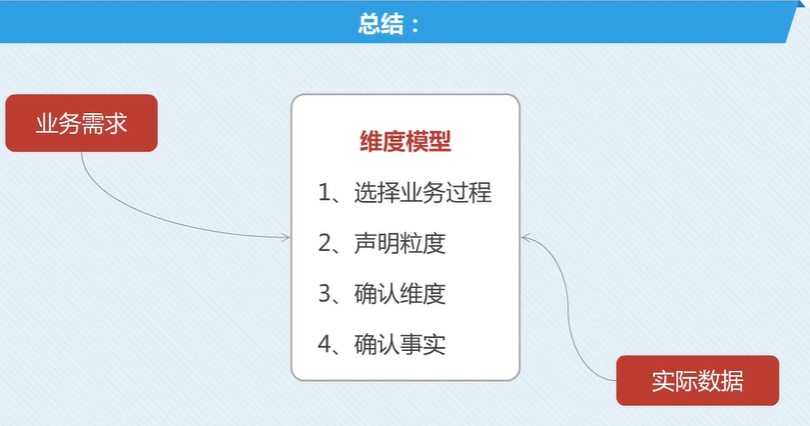 总结：
业务需求
维度模型
1、选择业务过程
2、声明粒度
3、确认维度
4、确认事实
实际数据